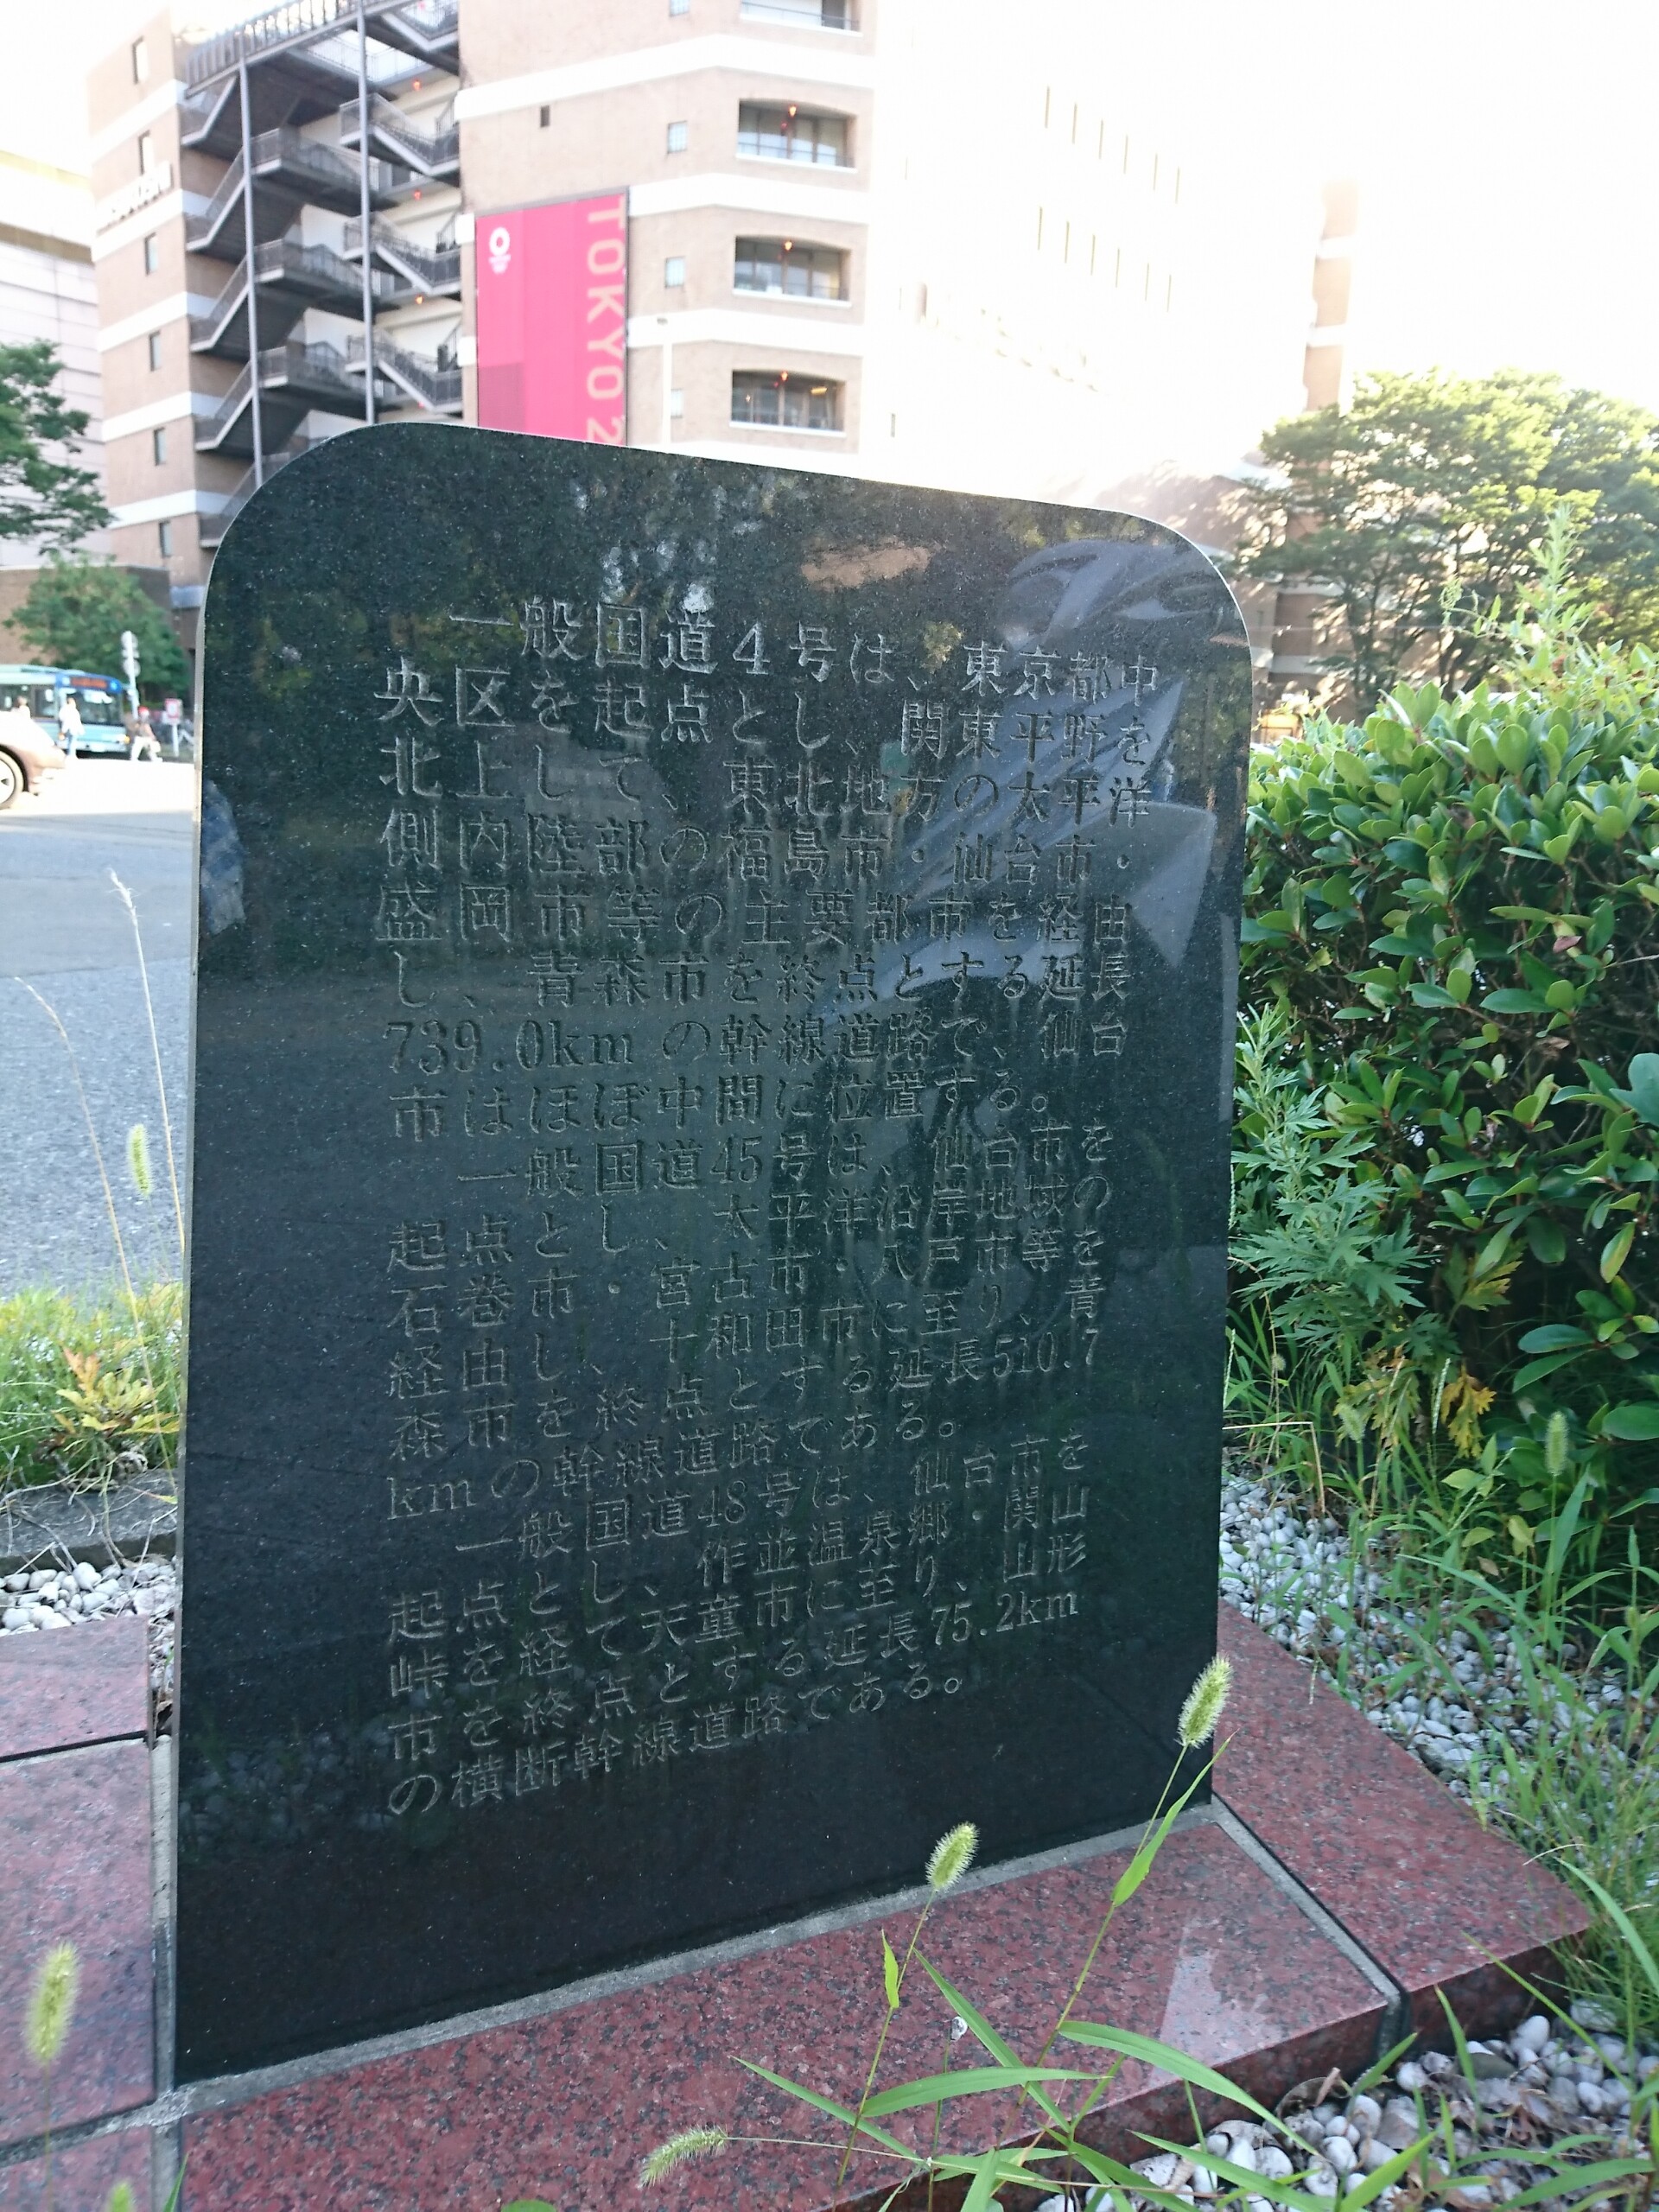 TOKYO 2
一般国道4号は、東京都中
央区を起点とし、関東平野を
北上して、東北地方の太平洋
側内陸部の福島市・仙台市・
盛岡市等の主要都市を経由
し、青森市を終点とする延長
739.0kmの幹線道路で、仙台
市はほぼ中間に位置する。
一般国道45号は、仙台市を
起点とし、太平洋沿岸地域の
石巻市・宮古市・八戸市等を
経由し、十和田市に至り、青
森市を終点とする延長510.7
kmの幹線道路である。
一般国道48号は、仙台市を
起点とし、作並温泉郷・関山
峠を経て天童市に至り、山形
市を終点とする延長75.2km
の横断幹線道路である。